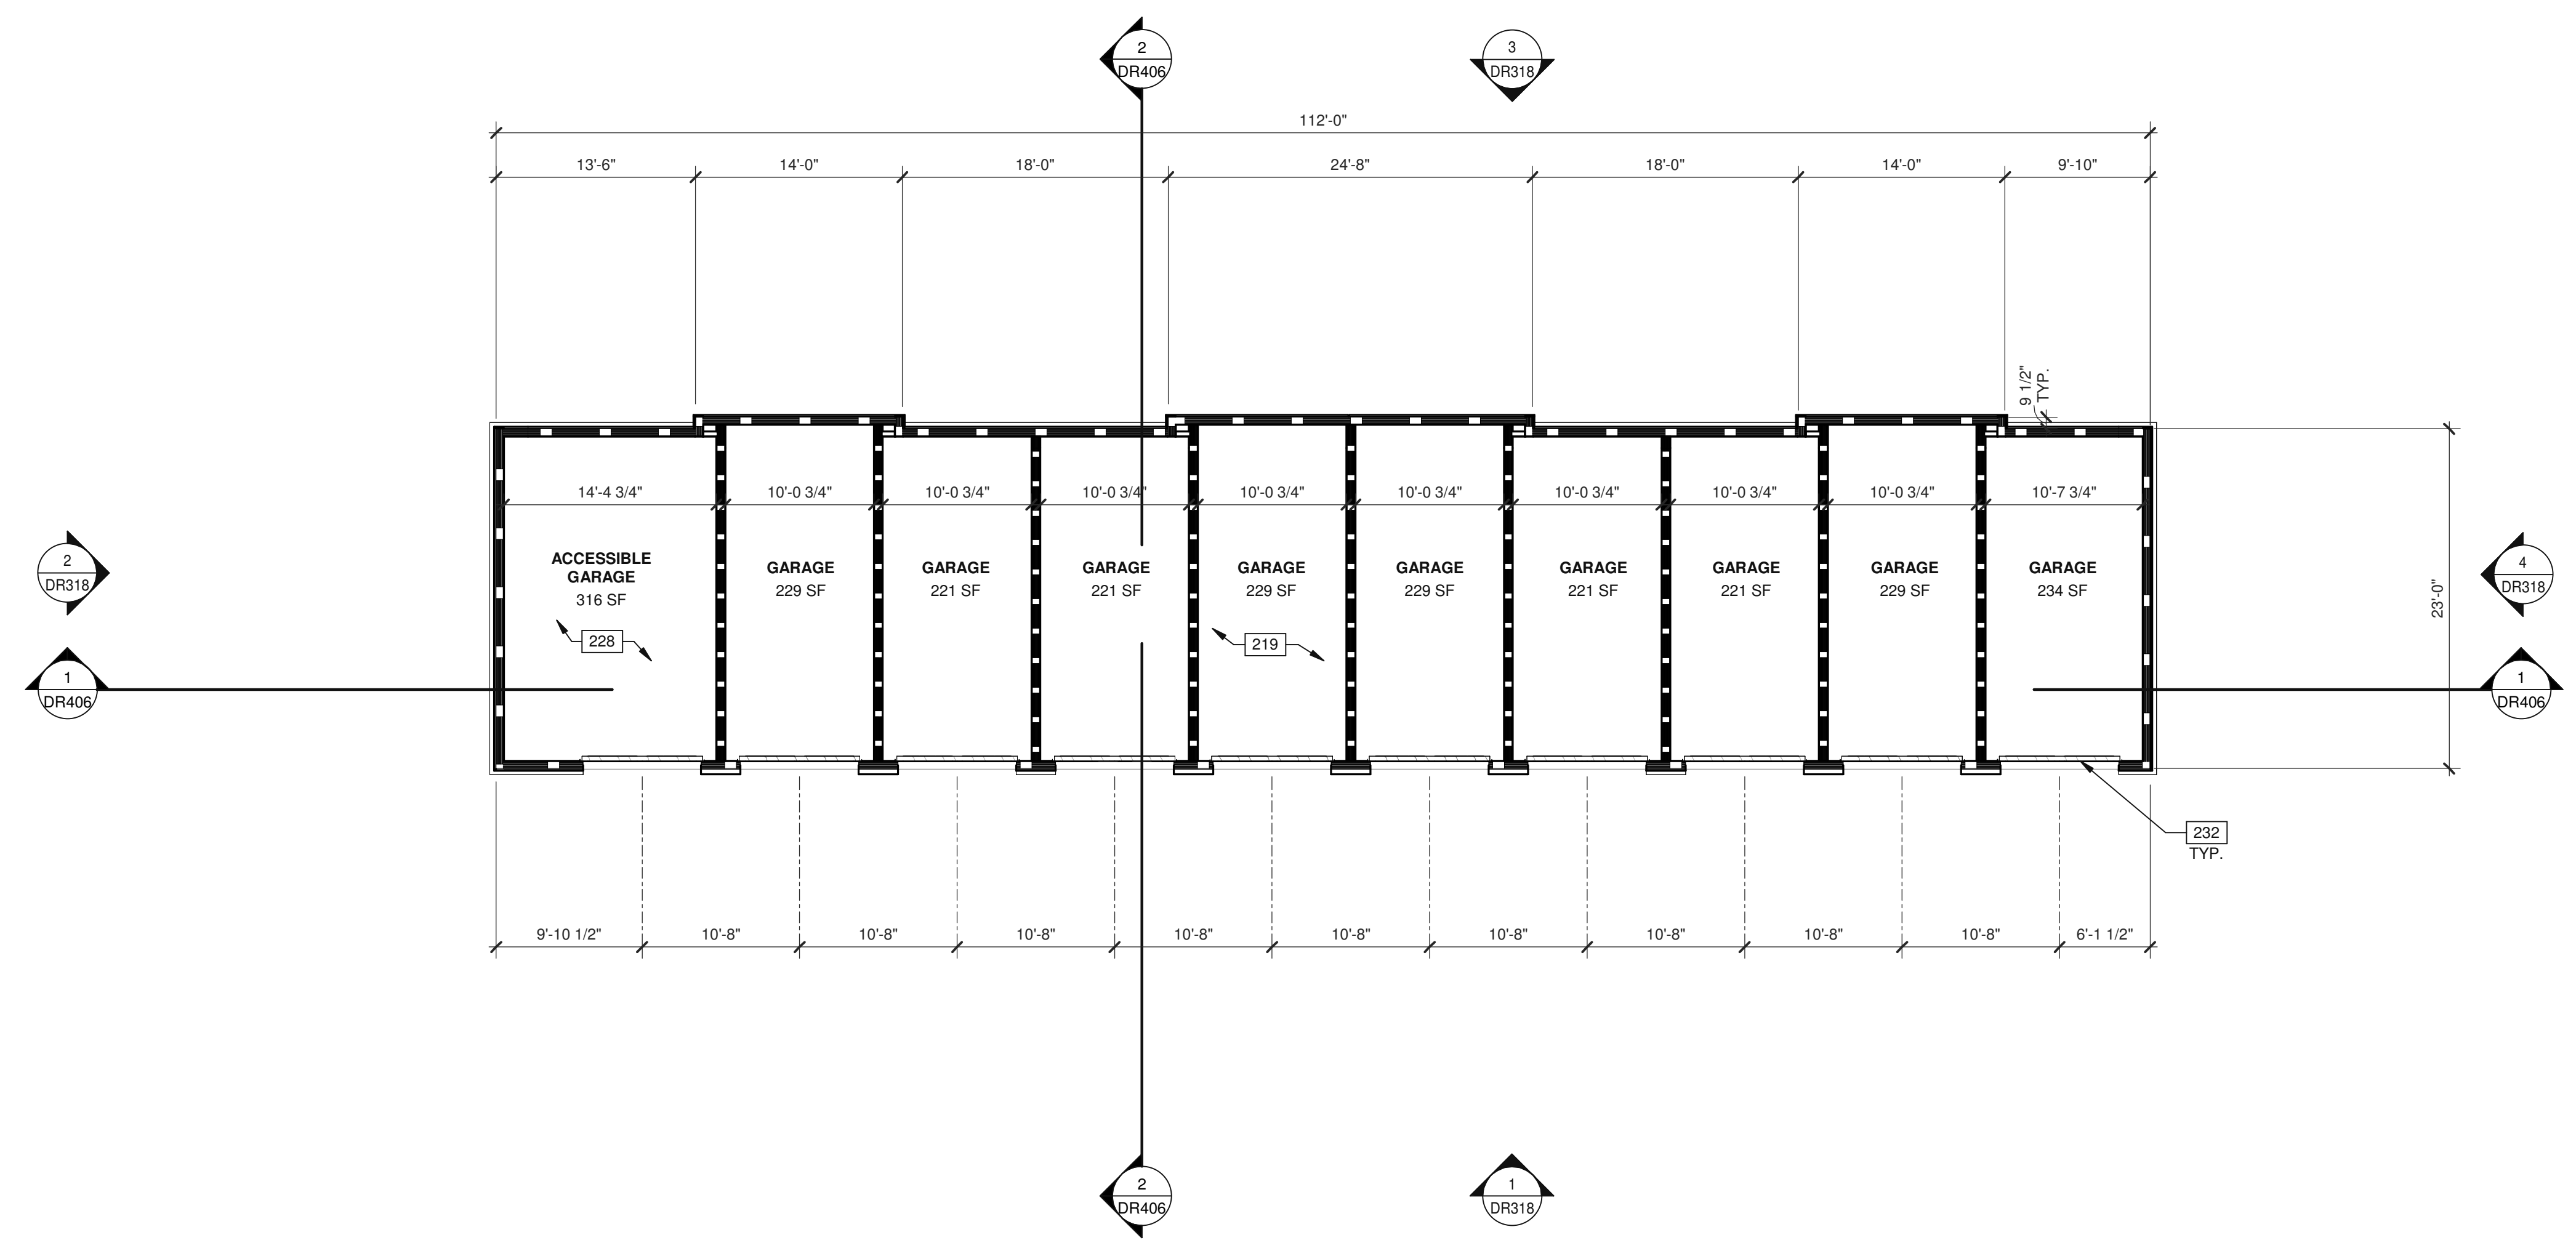 2
DR406
3
DR318
112'-0"
13'-6"
14'-0"
18'-0"
24'-8"
18'-0"
14'-0"
9'-10"
9 1/2"
TYP.
14'-4 3/4"
10'-0 3/4"
10'-0 3/4"
10'-0 3/4"
10'-0 3/4"
10'-0 3/4"
10'-0 3/4"
10'-0 3/4"
10'-0 3/4"
10'-7 3/4"
ACCESSIBLE
GARAGE
316 SF
GARAGE
229 SF
GARAGE
221 SF
GARAGE
221 SF
GARAGE
229 SF
GARAGE
229 SF
GARAGE
221 SF
GARAGE
221 SF
GARAGE
229 SF
GARAGE
234 SF
2
DR318
4
DR318
23'-0"
228
219
1
DR406
1
DR406
232
TYP.
9'-10 1/2"
10'-8"
10'-8"
10'-8"
10'-8"
10'-8"
10'-8"
10'-8"
10'-8"
10'-8"
6'-1 1/2"
2
DR406
1
DR318